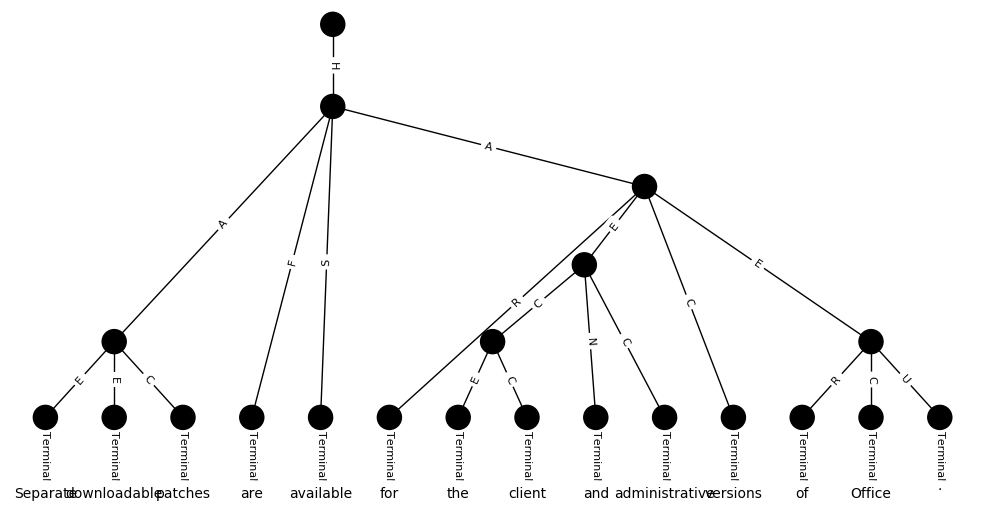 H
A
A
E
F
S
E
R
C
C
N
C
E
E
E
C
E
C
R
C
U
Terminal Terminal Terminal Terminal Terminal Terminal Terminal Terminal Terminal Terminal Terminal Terminal Terminal Terminal
Separate downloadable patches are available for the client and administrative versions of Office .